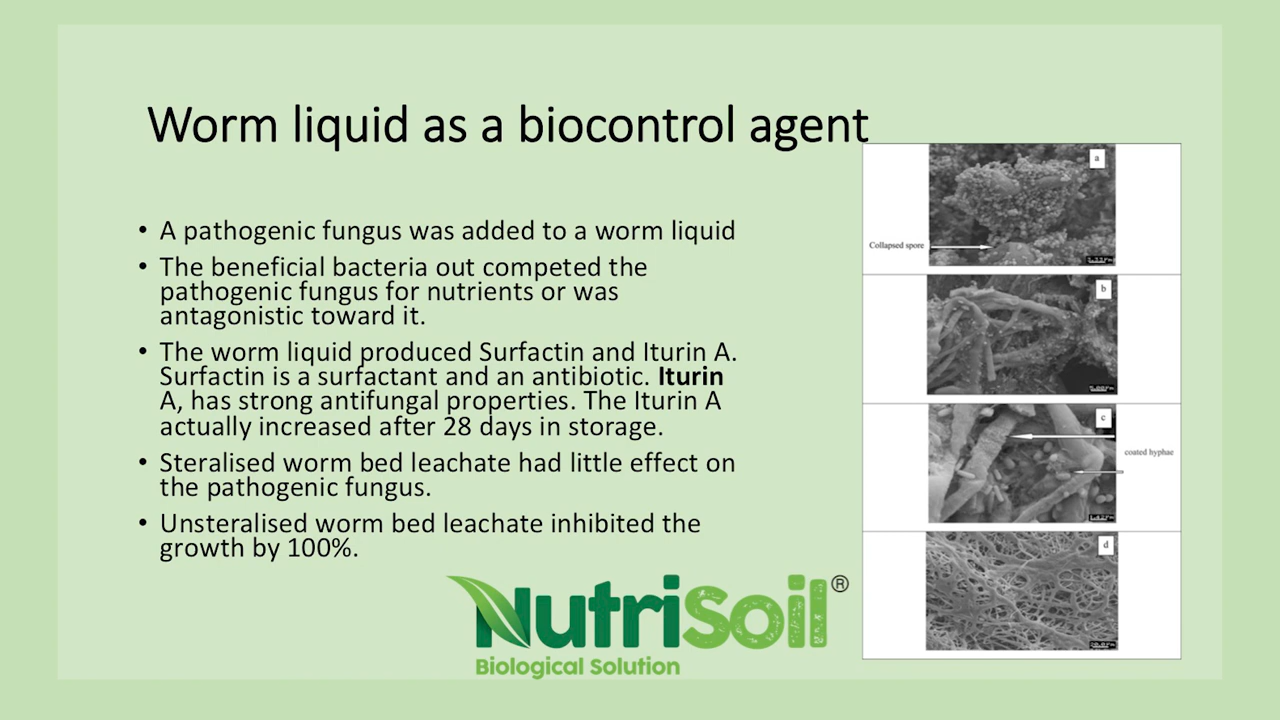 Worm liquid as a biocontrol agent
• A pathogenic fungus was added to a worm liquid
• The beneficial bacteria out competed the
pathogenic fungus for nutrients or was
antagonistic toward it.
• The worm liquid produced Surfactin and Iturin A.
Surfactin is a surfactant and an antibiotic. Iturin
A, has strong antifungal properties. The Iturin A
actually increased after 28 days in storage.
• Steralised worm bed leachate had little effect on
the pathogenic fungus.
• Unsteralised worm bed leachate inhibited the
growth by 100%.
NutriSoil®
Biological Solution
a
Collapsed spore
b
c
coated hyphae
d